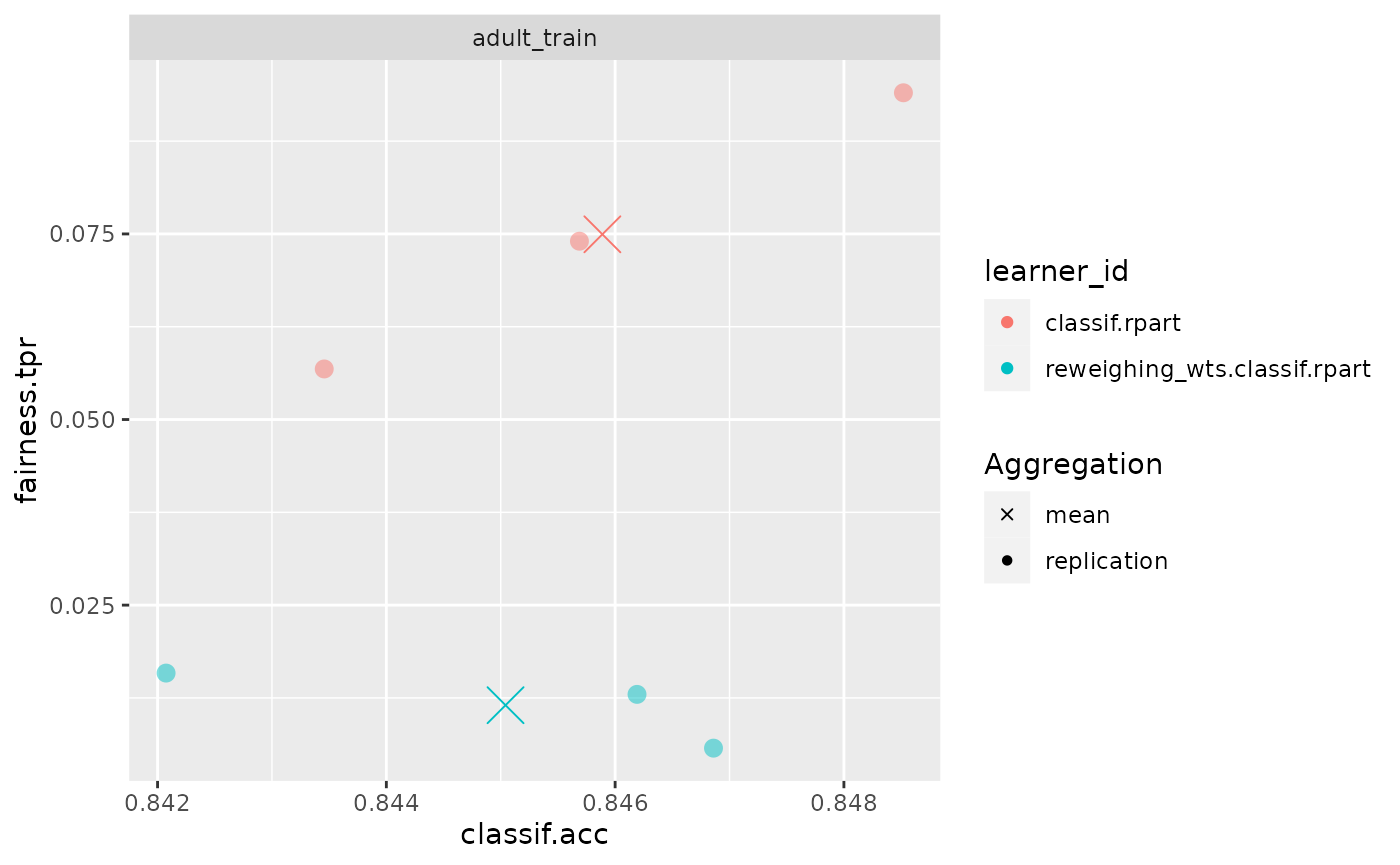 adult_train
fairness.tpr
0.075
0.050
0.025
0.842
0.844
0.846
0.848
classif.acc
learner_id
classif.rpart
reweighing_wts.classif.rpart
Aggregation
mean
replication